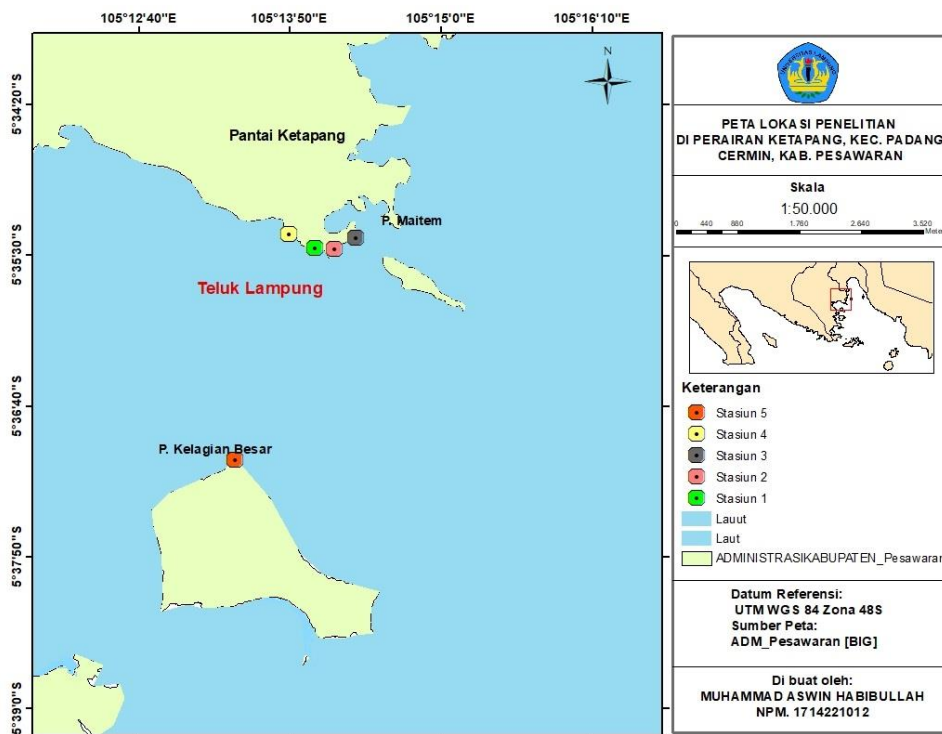 105°12'40"E
105°13'50"E
105°15'0"E
105°16'10"E
5°34'20"S
5°35'30"S
5°36'40"S
5°37'50"S
5°39'0"S
N
Pantai Ketapang
P. Maitem
Teluk Lampung
P. Kelagian Besar
UNIVERSITAS LAMPUNG
PETA LOKASI PENELITIAN
DI PERAIRAN KETAPANG, KEC. PADANG
CERMIN, KAB. PESAWARAN
Skala
1:50.000
0 440 880 1.760 2.640 3.520
Meter
Keterangan
Stasiun 5
Stasiun 4
Stasiun 3
Stasiun 2
Stasiun 1
Lauut
Laut
ADMINISTRASIKABUPATEN_Pesawaran
Datum Referensi:
UTM WGS 84 Zona 48S
Sumber Peta:
ADM_Pesawaran [BIG]
Di buat oleh:
MUHAMMAD ASWIN HABIBULLAH
NPM. 1714221012